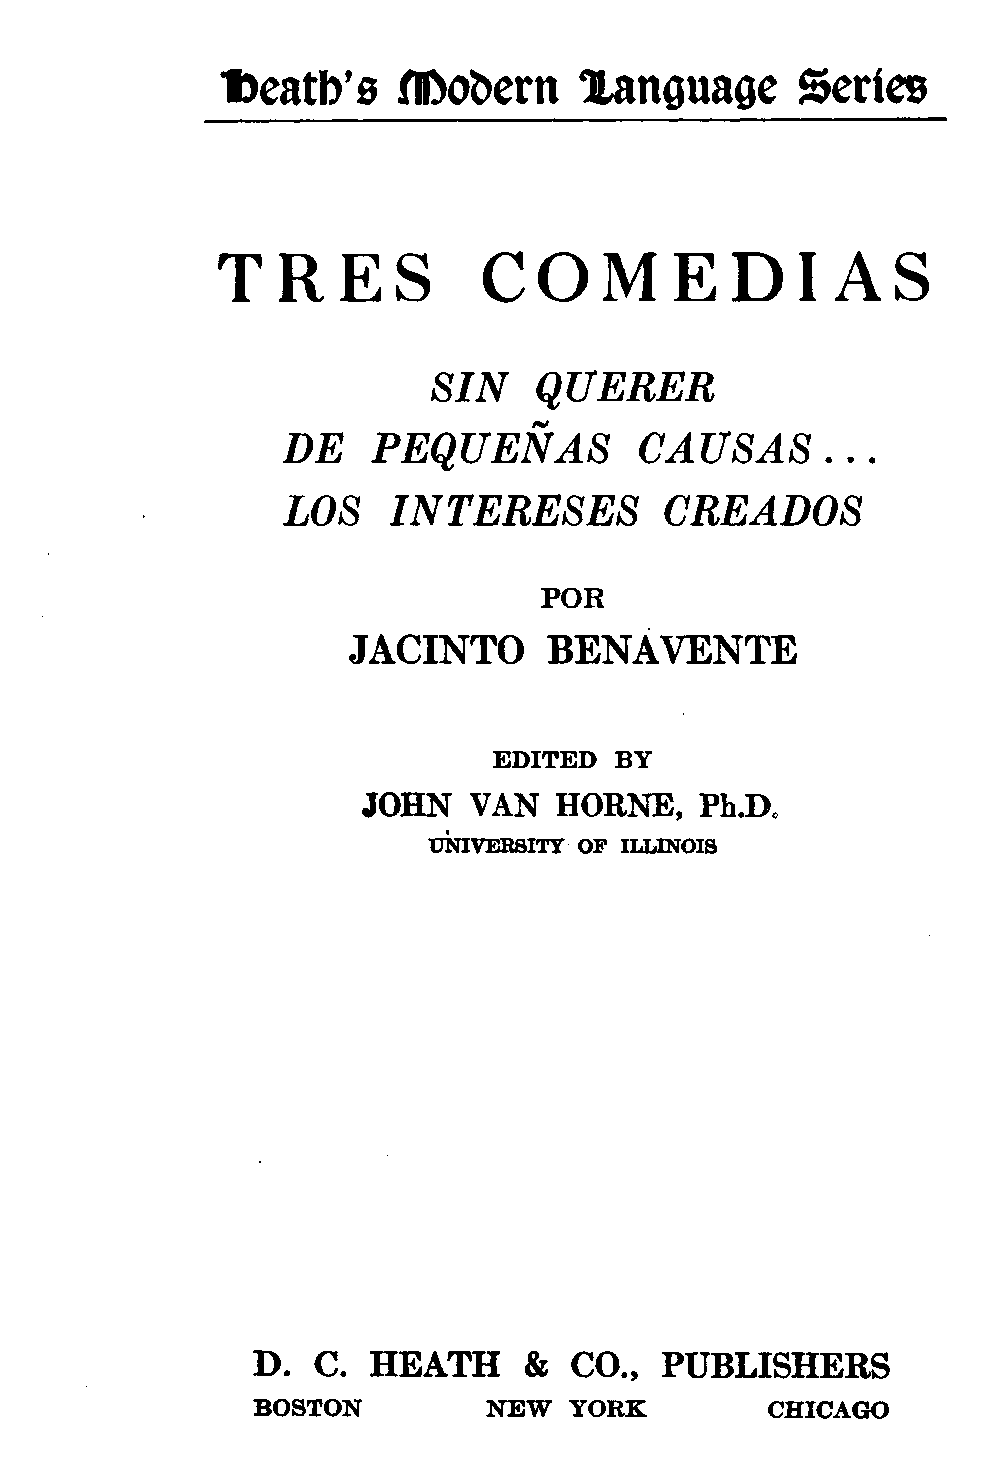 Heath's Modern Language Series
TRES COMEDIAS
SIN QUERER
DE PEQUEÑAS CAUSAS...
LOS INTERESES CREADOS
POR
JACINTO BENAVENTE
EDITED BY
JOHN VAN HORNE, Ph.D.
UNIVERSITY OF ILLINOIS
D. C. HEATH & CO., PUBLISHERS
BOSTON NEW YORK CHICAGO